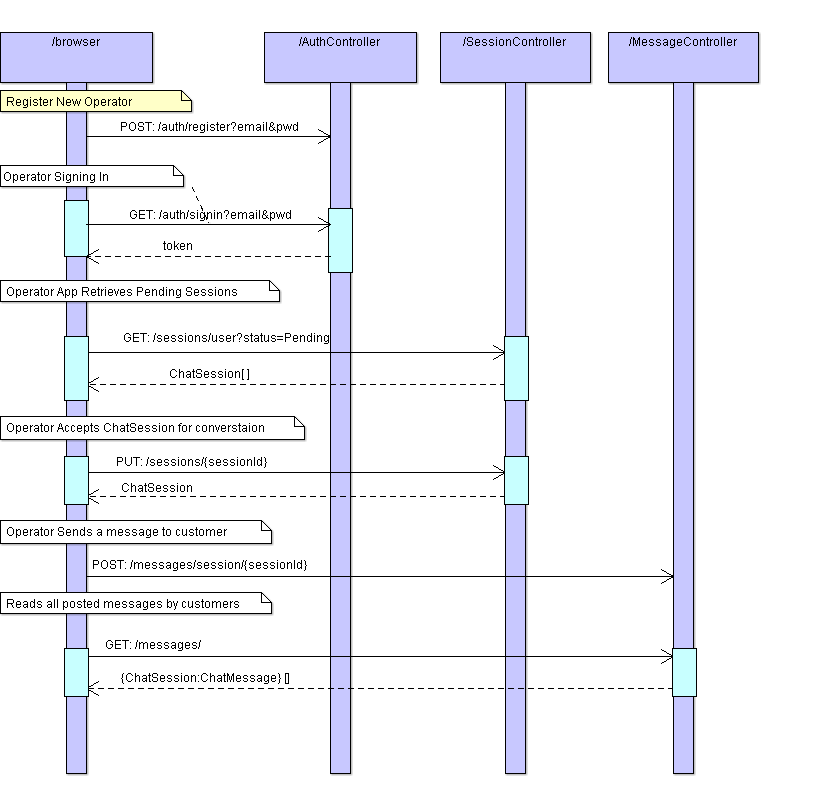 /browser
/AuthController
/SessionController
/MessageController
Register New Operator
POST: /auth/register?email&pwd
Operator Signing In
GET: /auth/signin?email&pwd
token
Operator App Retrieves Pending Sessions
GET: /sessions/user?status=Pending
ChatSession[]
Operator Accepts ChatSession for converstaion
PUT: /sessions/{sessionId}
ChatSession
Operator Sends a message to customer
POST: /messages/session/{sessionId}
Reads all posted messages by customers
GET: /messages/
{ChatSession:ChatMessage} []